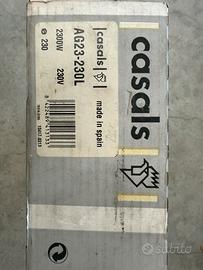 casals
AG23-230L
2300W
230V
⌀ 230
made in spain
casals
subito